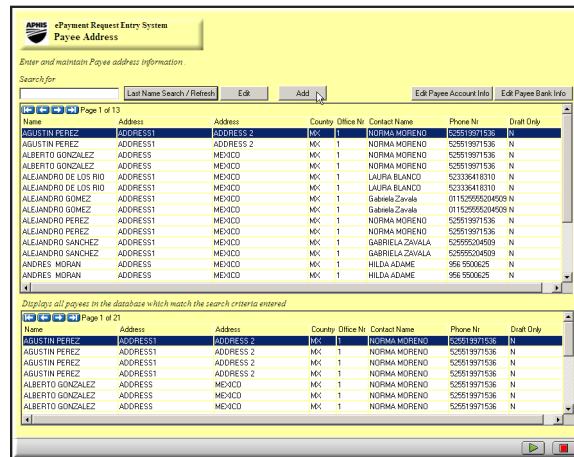 APHIS ePayment Request Entry System
Payee Address
Enter and maintain Payee address information .
Search for
Last Name Search / Refresh Edit Add Edit Payee Account Info Edit Payee Bank Info
Page 1 of 13
Name Address Address Country Office Nr Contact Name Phone Nr Draft Only
AGUSTIN PEREZ ADDRESS1 ADDRESS 2 MX 1 NORMA MORENO 525519971536 N
AGUSTIN PEREZ ADDRESS1 ADDRESS 2 MX 1 NORMA MORENO 525519971536 N
ALBERTO GONZALEZ ADDRESS MEXICO MX 1 NORMA MORENO 525519971536 N
ALBERTO GONZALEZ ADDRESS MEXICO MX 1 NORMA MORENO 525519971536 N
ALEJANDRO DE LOS RIO ADDRESS MEXICO MX 1 LAURA BLANCO 523336418310 N
ALEJANDRO DE LOS RIO ADDRESS MEXICO MX 1 LAURA BLANCO 523336418310 N
ALEJANDRO GOMEZ ADDRESS MEXICO MX 1 Gabriela Zavala 011525555204509 N
ALEJANDRO GOMEZ ADDRESS MEXICO MX 1 Gabriela Zavala 011525555204509 N
ALEJANDRO PEREZ ADDRESS MEXICO MX 1 NORMA MORENO 525519971536 N
ALEJANDRO PEREZ ADDRESS MEXICO MX 1 NORMA MORENO 525519971536 N
ALEJANDRO SANCHEZ ADDRESS MEXICO MX 1 GABRIELA ZAVALA 525555204509 N
ALEJANDRO SANCHEZ ADDRESS MEXICO MX 1 GABRIELA ZAVALA 525555204509 N
ANDRES MORAN ADDRESS MEXICO MX 1 HILDA ADAME 956 5500625 N
ANDRES MORAN ADDRESS MEXICO MX 1 HILDA ADAME 956 5500625 N
Displays all payees in the database which match the search criteria entered
Page 1 of 21
Name Address Address Country Office Nr Contact Name Phone Nr Draft Only
AGUSTIN PEREZ ADDRESS1 ADDRESS 2 MX 1 NORMA MORENO 525519971536 N
AGUSTIN PEREZ ADDRESS1 ADDRESS 2 MX 1 NORMA MORENO 525519971536 N
AGUSTIN PEREZ ADDRESS1 ADDRESS 2 MX 1 NORMA MORENO 525519971536 N
AGUSTIN PEREZ ADDRESS1 ADDRESS 2 MX 1 NORMA MORENO 525519971536 N
ALBERTO GONZALEZ ADDRESS MEXICO MX 1 NORMA MORENO 525519971536 N
ALBERTO GONZALEZ ADDRESS MEXICO MX 1 NORMA MORENO 525519971536 N
ALBERTO GONZALEZ ADDRESS MEXICO MX 1 NORMA MORENO 525519971536 N